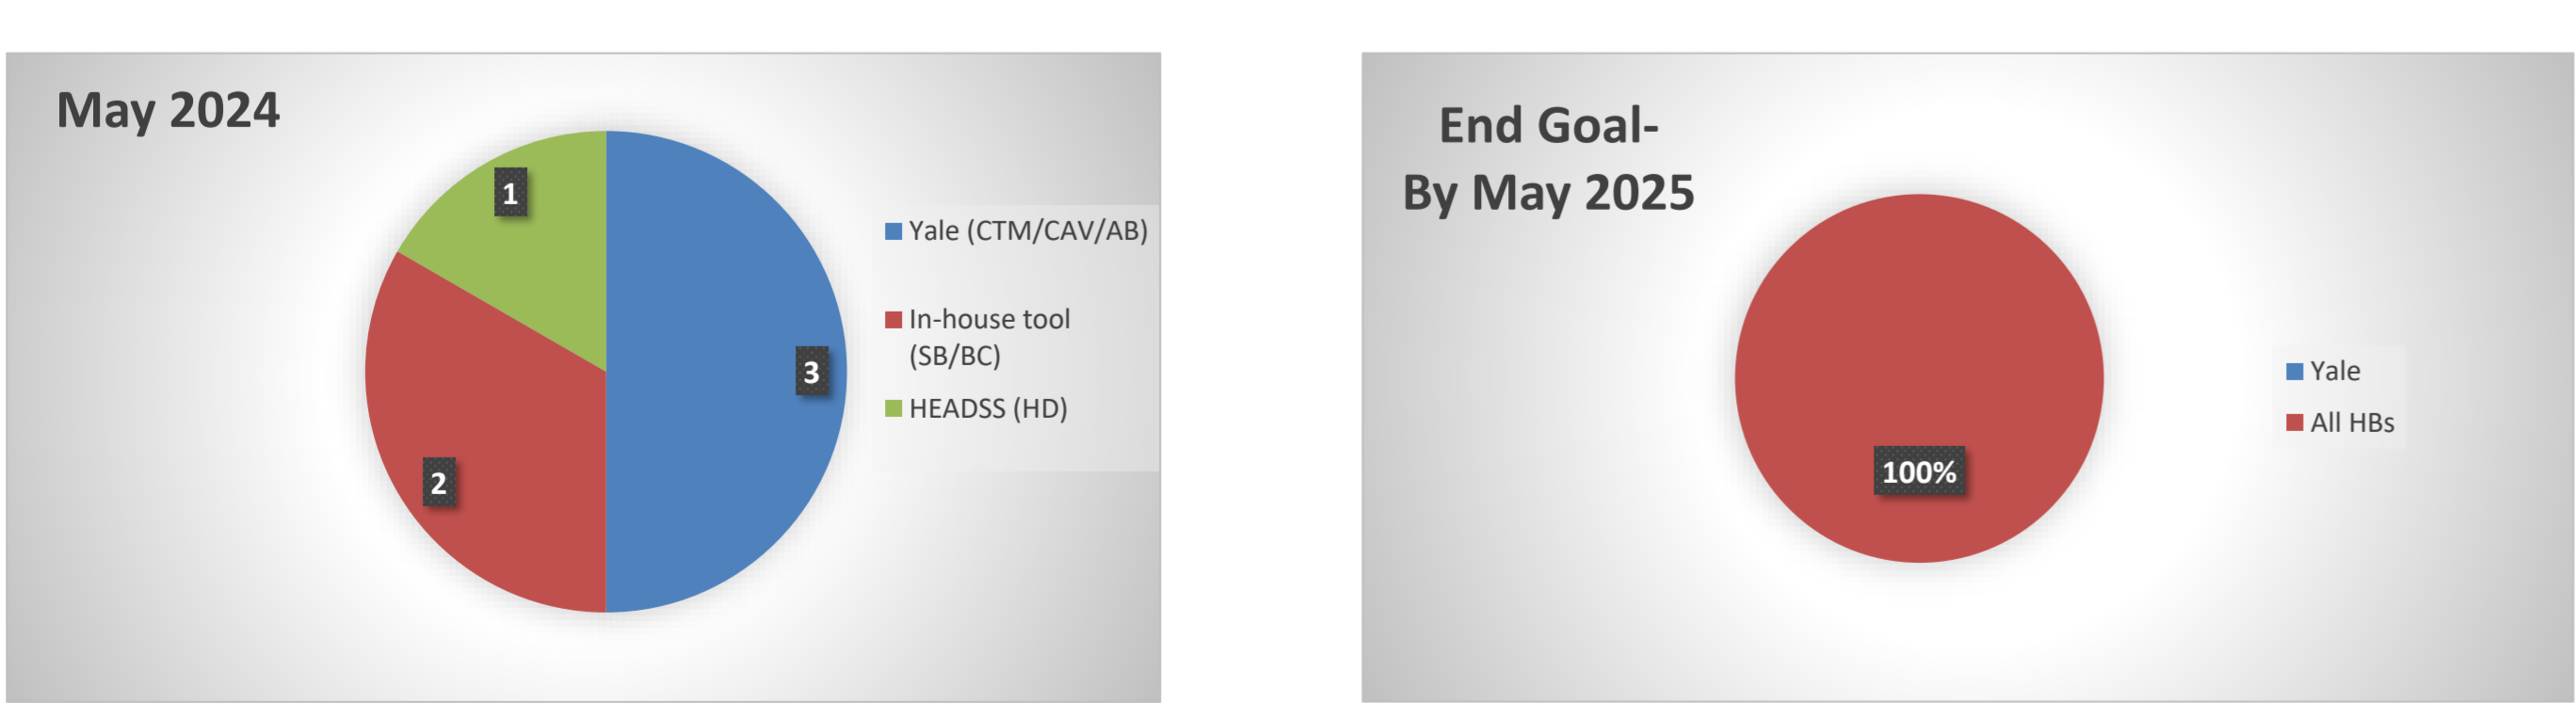 May 2024
1
2
3
Yale (CTM/CAV/AB)
In-house tool
(SB/BC)
HEADSS (HD)
End Goal-
By May 2025
100%
Yale
All HBs